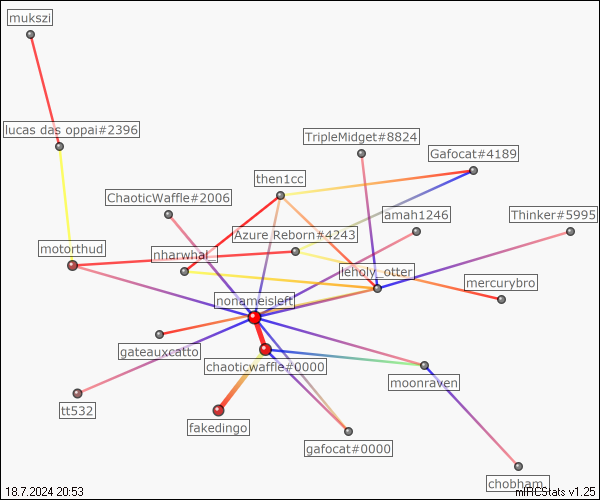 mukszi
lucas das oppai#2396
TripleMidget#8824
Gafocat#4189
then1cc
ChaoticWaffle#2006
amah1246
Thinker#5995
Azure Reborn#4243
motorthud
nharwhal
leholy_otter
mercurybro
nonameisleft
gateauxcatto
chaoticwaffle#0000
moonraven
tt532
fakedingo
gafocat#0000
chobham_
18.7.2024 20:53
mIRCStats v1.25